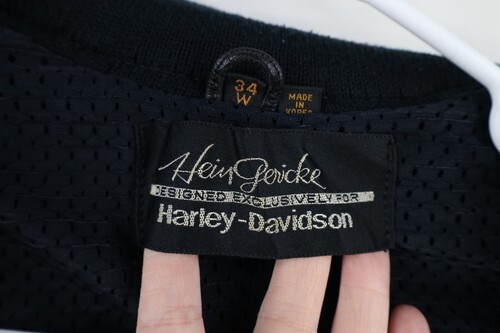 34
W
MADE
IN
KOREA
Hein Gericke
DESIGNED EXCLUSIVELY FOR
Harley-Davidson